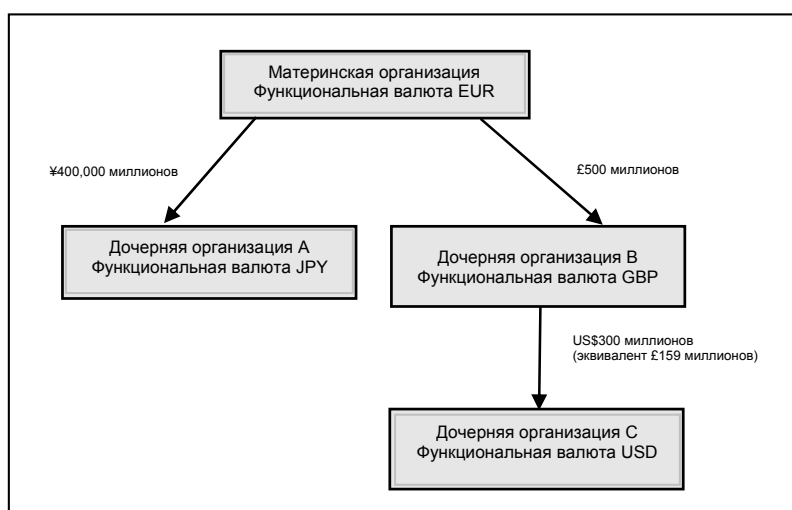 Материнская организация
Функциональная валюта EUR
¥400,000 миллионов
£500 миллионов
Дочерняя организация A
Функциональная валюта JPY
Дочерняя организация B
Функциональная валюта GBP
US$300 миллионов
(эквивалент £159 миллионов)
Дочерняя организация C
Функциональная валюта USD